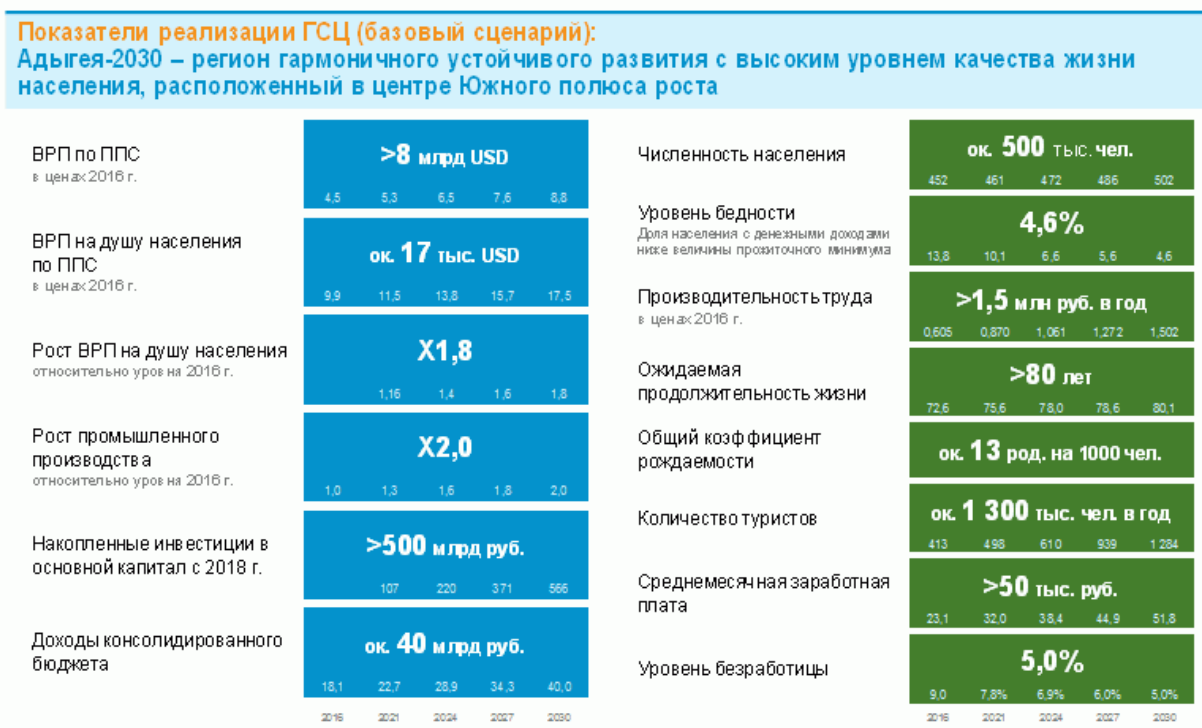 Показатели реализации ГСЦ (базовый сценарий):
Адыгея-2030 – регион гармоничного устойчивого развития с высоким уровнем качества жизни
населения, расположенный в центре Южного полюса роста
ВРП по ППС
в ценах 2016 г.
>8 млрд USD
4,5 5,3 6,5 7,6 8,8
ВРП на душу населения
по ППС
в ценах 2016 г.
ок. 17 тыс. USD
9,9 11,5 13,8 15,7 17,5
Рост ВРП на душу населения
относительно уровня 2016 г.
X1,8
1,16 1,4 1,6 1,8
Рост промышленного
производства
относительно уровня 2016 г.
X2,0
1,0 1,3 1,6 1,8 2,0
Накопленные инвестиции в
основной капитал с 2018 г.
>500 млрд руб.
107 220 371 566
Доходы консолидированного
бюджета
ок. 40 млрд руб.
18,1 22,7 28,9 34,3 40,0
2016 2021 2024 2027 2030
Численность населения
ок. 500 тыс. чел.
452 461 472 486 502
Уровень бедности
Доля населения с денежными доходами
ниже величины прожиточного минимума
4,6%
13,8 10,1 6,6 5,6 4,6
Производительность труда
в ценах 2016 г.
>1,5 млн руб. в год
0,605 0,870 1,061 1,272 1,502
Ожидаемая
продолжительность жизни
>80 лет
72,6 75,6 78,0 78,6 80,1
Общий коэффициент
рождаемости
ок. 13 род. на 1000 чел.
Количество туристов
ок. 1 300 тыс. чел. в год
413 498 610 939 1 284
Среднемесячная заработная
плата
>50 тыс. руб.
23,1 32,0 38,4 44,9 51,8
Уровень безработицы
5,0%
9,0 7,8% 6,9% 6,0% 5,0%
2016 2021 2024 2027 2030